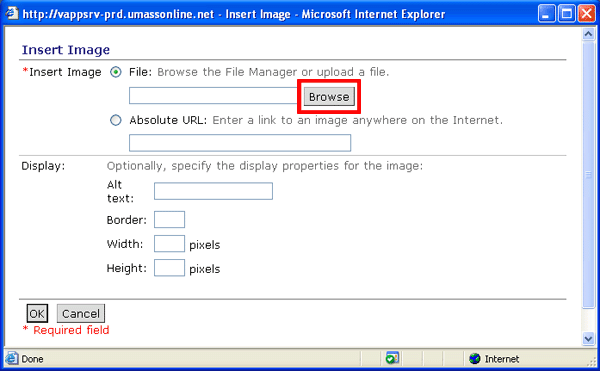 http://vappsrv-prd.umassonline.net - Insert Image - Microsoft Internet Explorer
Insert Image
*Insert Image File: Browse the File Manager or upload a file.
Browse
Absolute URL: Enter a link to an image anywhere on the Internet.
Display: Optionally, specify the display properties for the image:
Alt
text:
Border:
Width: pixels
Height: pixels
OK Cancel
* Required field
Done Internet